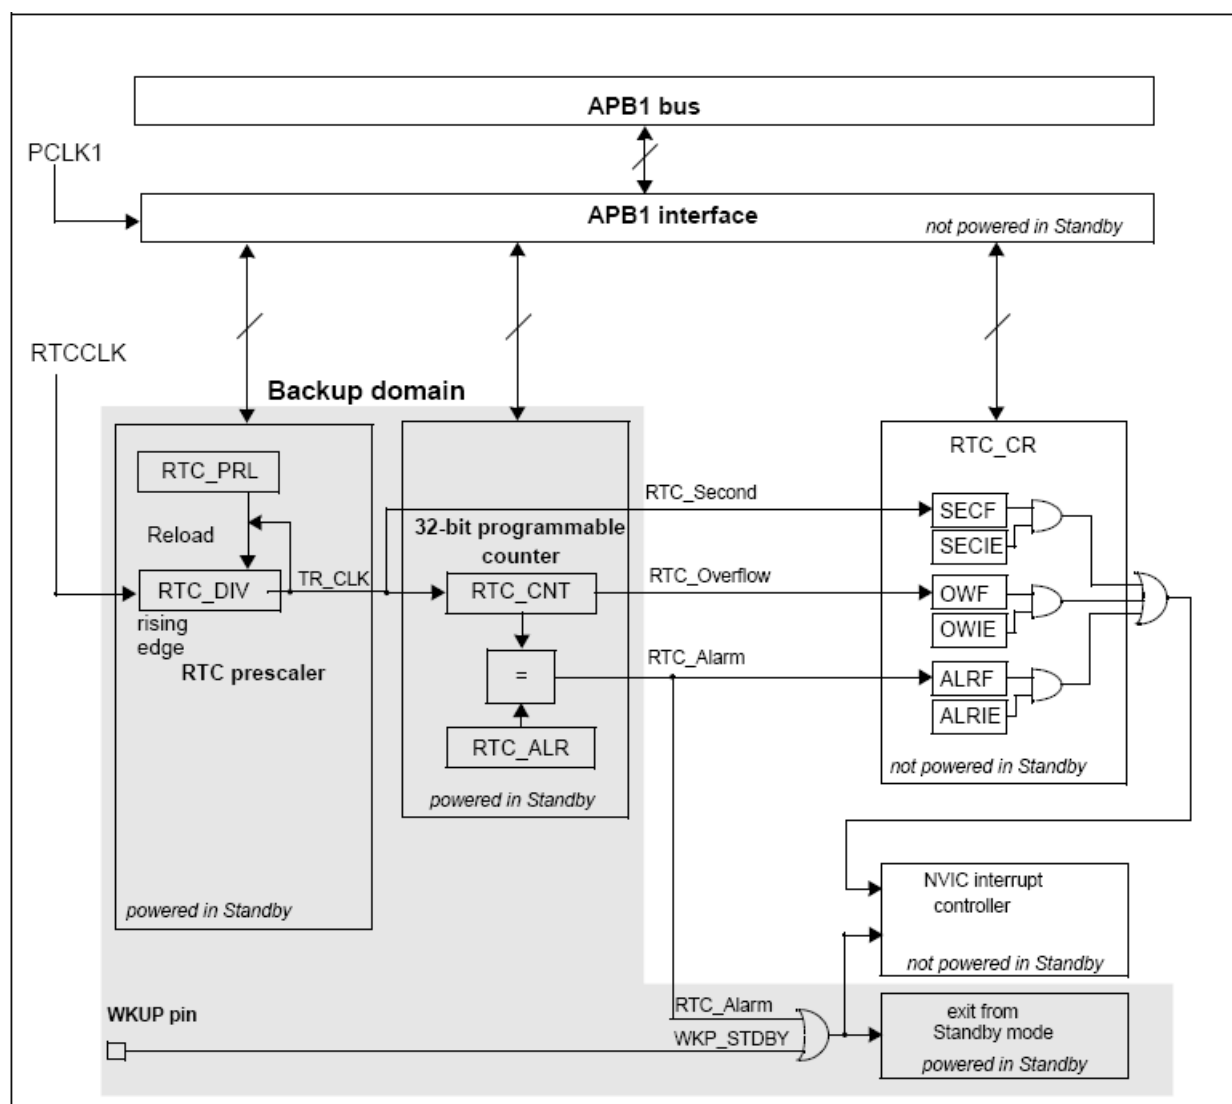 APB1 bus
PCLK1
APB1 interface
not powered in Standby
RTCCLK
Backup domain
RTC_PRL
Reload
RTC_DIV
rising
edge
TR_CLK
RTC prescaler
powered in Standby
32-bit programmable
counter
RTC_CNT
=
RTC_ALR
powered in Standby
RTC_Second
RTC_Overflow
RTC_Alarm
RTC_CR
SECF
SECIE
OWF
OWIE
ALRF
ALRIE
not powered in Standby
NVIC interrupt
controller
not powered in Standby
WKUP pin
RTC_Alarm
WKP_STDBY
exit from
Standby mode
powered in Standby